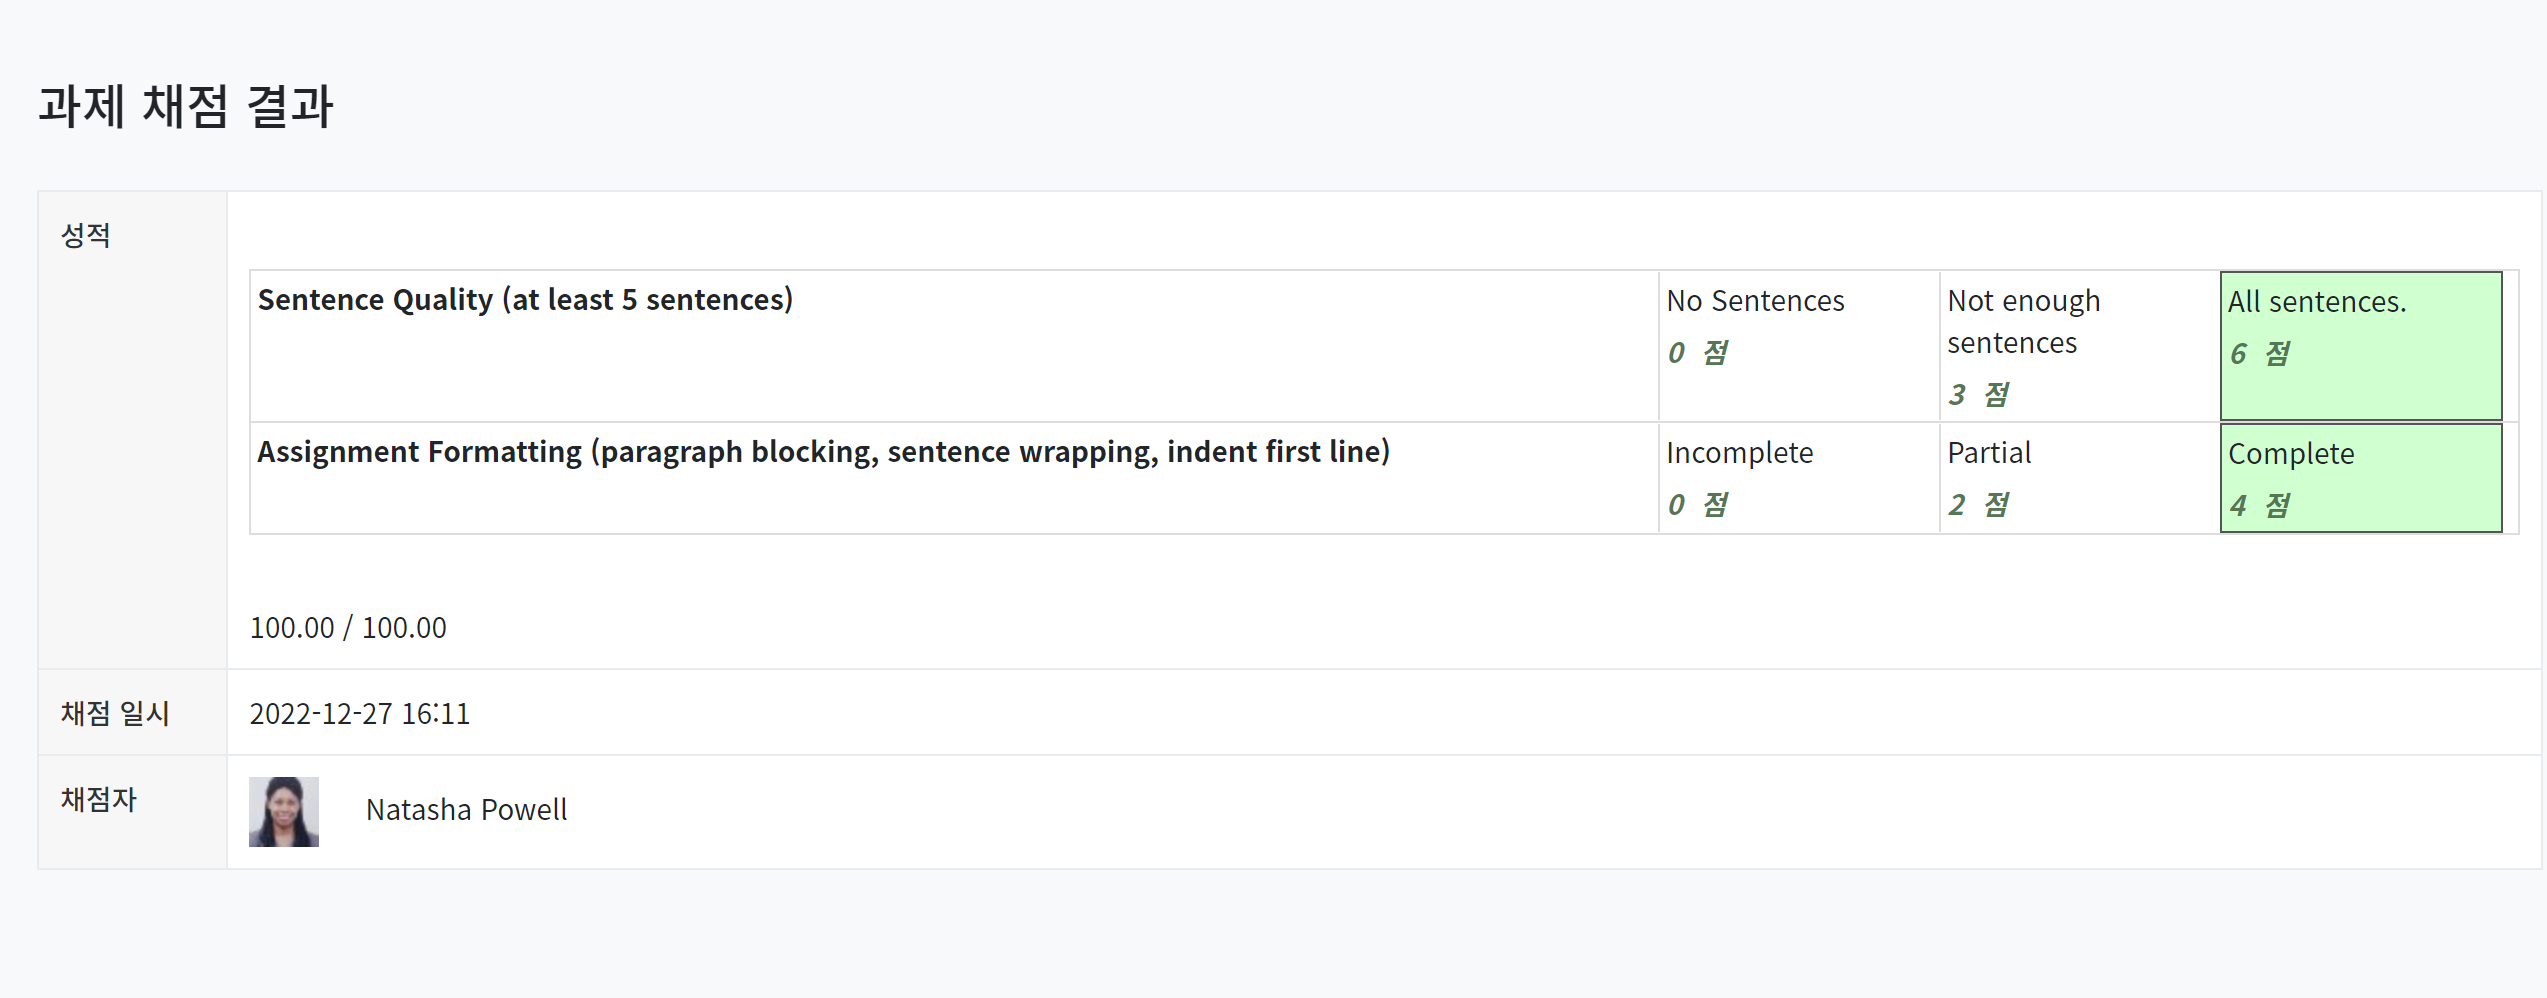 과제 채점 결과
성적
Sentence Quality (at least 5 sentences)
No Sentences
0 점
Not enough
sentences
3 점
All sentences.
6 점
Assignment Formatting (paragraph blocking, sentence wrapping, indent first line)
Incomplete
0 점
Partial
2 점
Complete
4 점
100.00 / 100.00
채점 일시
2022-12-27 16:11
채점자
Natasha Powell